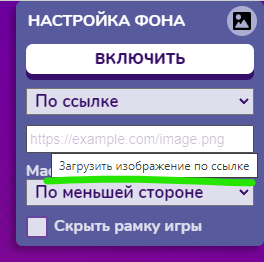 НАСТРОЙКА ФОНА
ВКЛЮЧИТЬ
По ссылке
https://example.com/image.png
Загрузить изображение по ссылке
По меньшей стороне
Скрыть рамку игры